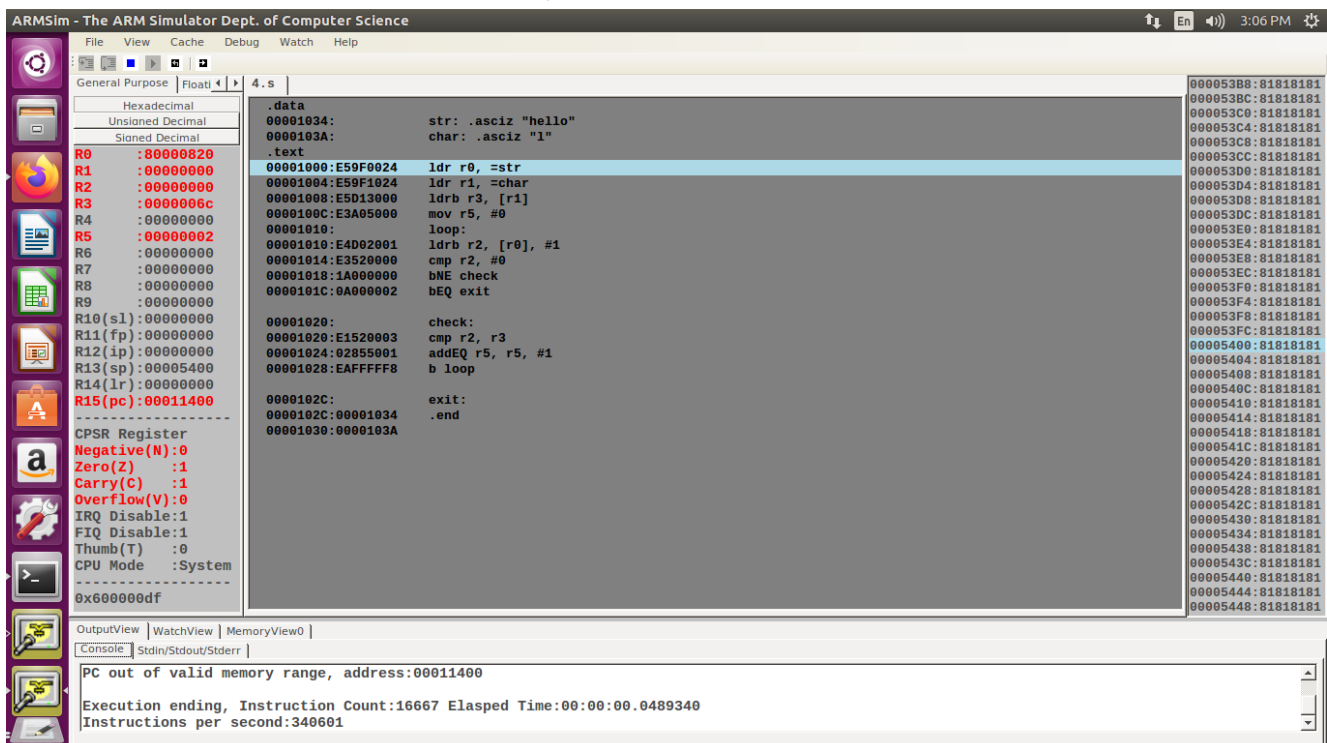 ARMSim - The ARM Simulator Dept. of Computer Science
En 3:06 PM
File View Cache Debug Watch Help
General Purpose Floati 4.s
Hexadecimal
Unsigned Decimal
Signed Decimal
R0 :80000820
R1 :00000000
R2 :00000000
R3 :0000006c
R4 :00000000
R5 :00000002
R6 :00000000
R7 :00000000
R8 :00000000
R9 :00000000
R10(sl):00000000
R11(fp):00000000
R12(ip):00000000
R13(sp):00005400
R14(lr):00000000
R15(pc):00011400
------------------
CPSR Register
Negative(N):0
Zero(Z) :1
Carry(C) :1
Overflow(V):0
IRQ Disable:1
FIQ Disable:1
Thumb(T) :0
CPU Mode :System
------------------
0x600000df
.data
00001034: str: .asciz "hello"
0000103A: char: .asciz "l"
.text
00001000:E59F0024 ldr r0, =str
00001004:E59F1024 ldr r1, =char
00001008:E5D13000 ldrb r3, [r1]
0000100C:E3A05000 mov r5, #0
00001010: loop:
00001010:E4D02001 ldrb r2, [r0], #1
00001014:E3520000 cmp r2, #0
00001018:1A000000 bNE check
0000101C:0A000002 bEQ exit
00001020: check:
00001020:E1520003 cmp r2, r3
00001024:02855001 addEQ r5, r5, #1
00001028:EAFFFFF8 b loop
0000102C: exit:
0000102C:00001034 .end
00001030:0000103A
000053B8:81818181
000053BC:81818181
000053C0:81818181
000053C4:81818181
000053C8:81818181
000053CC:81818181
000053D0:81818181
000053D4:81818181
000053D8:81818181
000053DC:81818181
000053E0:81818181
000053E4:81818181
000053E8:81818181
000053EC:81818181
000053F0:81818181
000053F4:81818181
000053F8:81818181
000053FC:81818181
00005400:81818181
00005404:81818181
00005408:81818181
0000540C:81818181
00005410:81818181
00005414:81818181
00005418:81818181
0000541C:81818181
00005420:81818181
00005424:81818181
00005428:81818181
0000542C:81818181
00005430:81818181
00005434:81818181
00005438:81818181
0000543C:81818181
00005440:81818181
00005444:81818181
00005448:81818181
OutputView WatchView MemoryView0
Console Stdin/Stdout/Stderr
PC out of valid memory range, address:00011400
Execution ending, Instruction Count:16667 Elasped Time:00:00:00.0489340
Instructions per second:340601